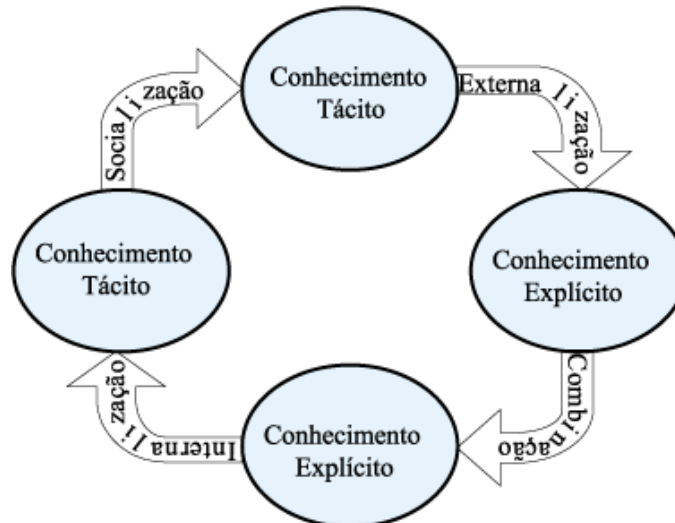 Conhecimento
Tácito
Externalização
Conhecimento
Explícito
Combinação
Conhecimento
Explícito
Internalização
Conhecimento
Tácito
Socialização